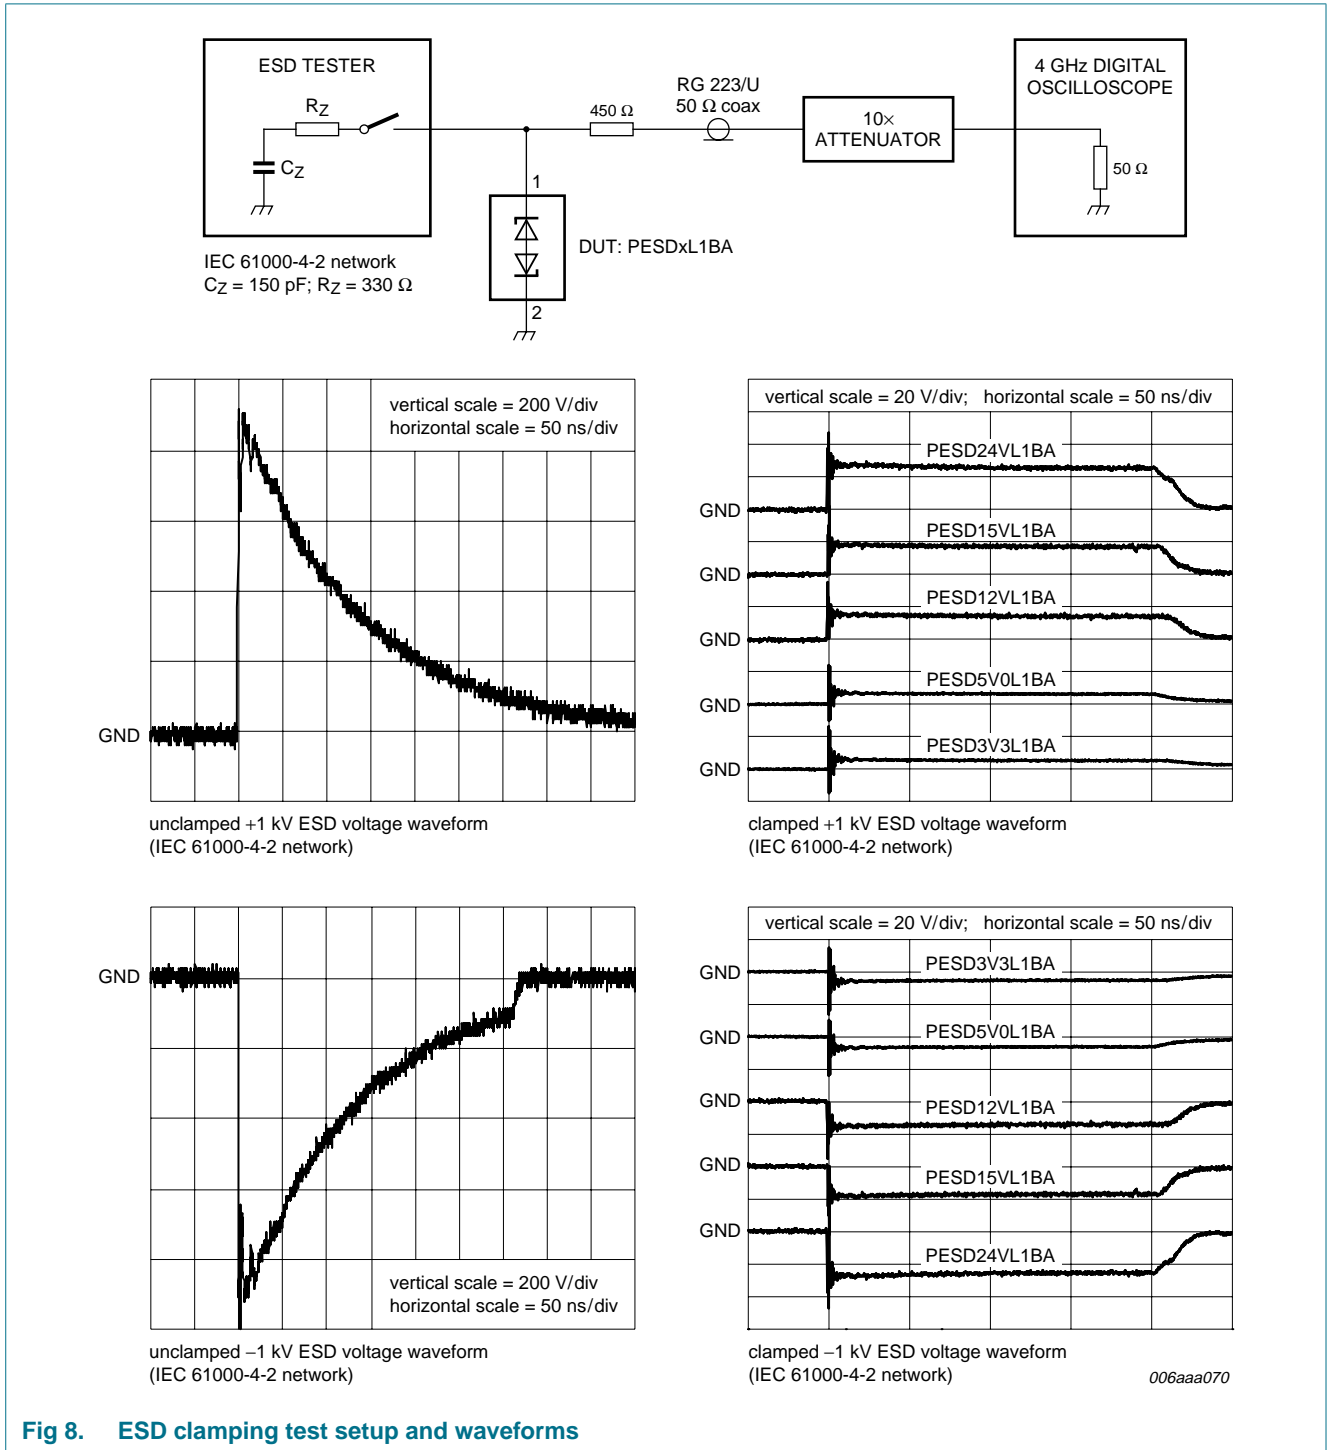 ESD TESTER
RZ
CZ
IEC 61000-4-2 network
CZ = 150 pF; RZ = 330 Ω
450 Ω
RG 223/U
50 Ω coax
10×
ATTENUATOR
4 GHz DIGITAL
OSCILLOSCOPE
50 Ω
1
DUT: PESDxL1BA
2
vertical scale = 200 V/div
horizontal scale = 50 ns/div
GND
unclamped +1 kV ESD voltage waveform
(IEC 61000-4-2 network)
vertical scale = 20 V/div; horizontal scale = 50 ns/div
PESD24VL1BA
GND
PESD15VL1BA
GND
PESD12VL1BA
GND
PESD5V0L1BA
GND
PESD3V3L1BA
GND
clamped +1 kV ESD voltage waveform
(IEC 61000-4-2 network)
GND
vertical scale = 200 V/div
horizontal scale = 50 ns/div
unclamped −1 kV ESD voltage waveform
(IEC 61000-4-2 network)
vertical scale = 20 V/div; horizontal scale = 50 ns/div
PESD3V3L1BA
GND
PESD5V0L1BA
GND
GND
PESD12VL1BA
GND
PESD15VL1BA
GND
PESD24VL1BA
clamped −1 kV ESD voltage waveform
(IEC 61000-4-2 network)
006aaa070
Fig 8. ESD clamping test setup and waveforms